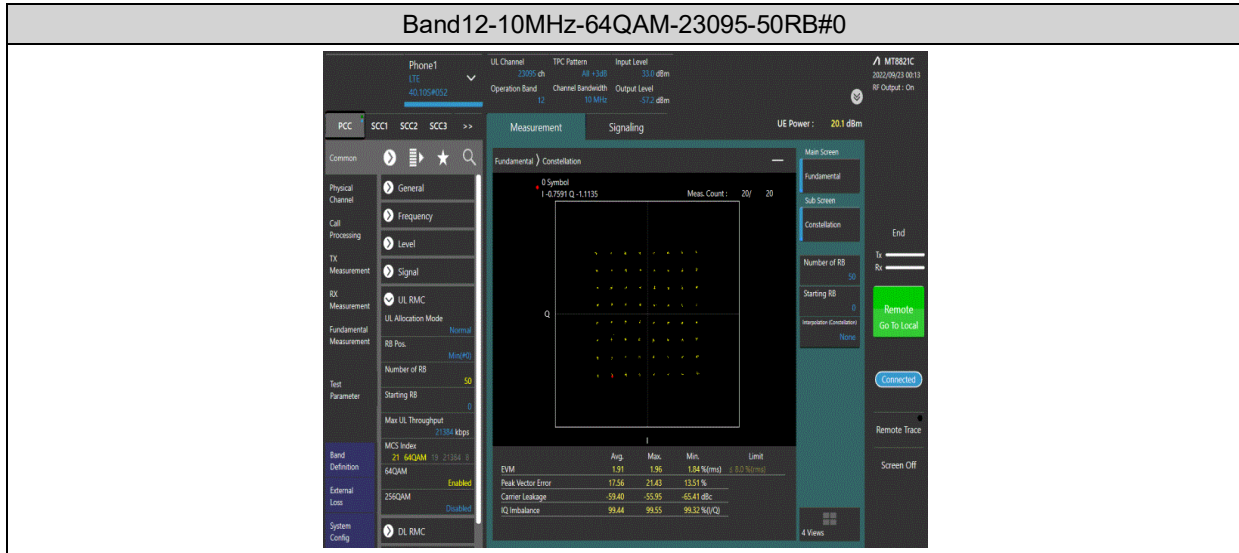 Band12-10MHz-64QAM-23095-50RB#0
Phone1
LTE
40.10S#052
UL Channel TPC Pattern Input Level
23095 ch All +3dB 33.0 dBm
Operation Band Channel Bandwidth Output Level
12 10 MHz -57.2 dBm
MT8821C
2022/09/23 00:13
RF Output : On
PCC SCC1 SCC2 SCC3 >>
Measurement Signaling
UE Power : 20.1 dBm
Common
Physical Channel
Call Processing
TX Measurement
RX Measurement
Fundamental Measurement
Test Parameter
Band Definition
External Loss
System Config
General
Frequency
Level
Signal
UL RMC
UL Allocation Mode
Normal
RB Pos.
Min(#0)
Number of RB
50
Starting RB
0
Max UL Throughput
21384 kbps
MCS Index
21 64QAM 19 21384 8
64QAM
Enabled
256QAM
Disabled
DL RMC
Fundamental ) Constellation
0 Symbol
I -0.7591 Q -1.1135
Meas. Count : 20/ 20
Q
I
Avg. Max. Min. Limit
EVM 1.91 1.96 1.84 %(rms) ≤ 8.0 %(rms)
Peak Vector Error 17.56 21.43 13.51 %
Carrier Leakage -59.40 -55.95 -65.41 dBc
IQ Imbalance 99.44 99.55 99.32 %(I/Q)
Main Screen
Fundamental
Sub Screen
Constellation
Number of RB
50
Starting RB
0
Interpolation (Constellation)
None
4 Views
End
Tx
Rx
Remote
Go To Local
Connected
Remote Trace
Screen Off